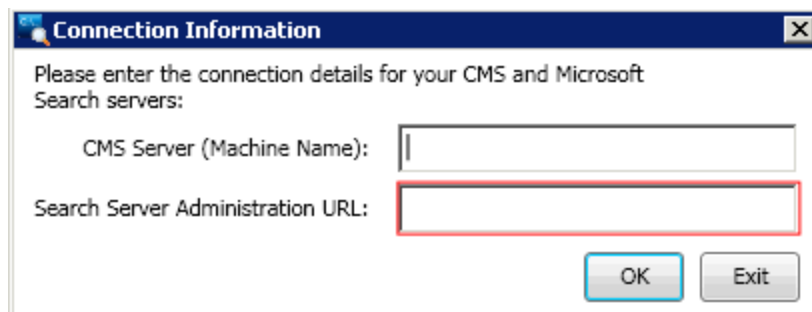 Connection Information
Please enter the connection details for your CMS and Microsoft
Search servers:
CMS Server (Machine Name):
Search Server Administration URL:
OK Exit